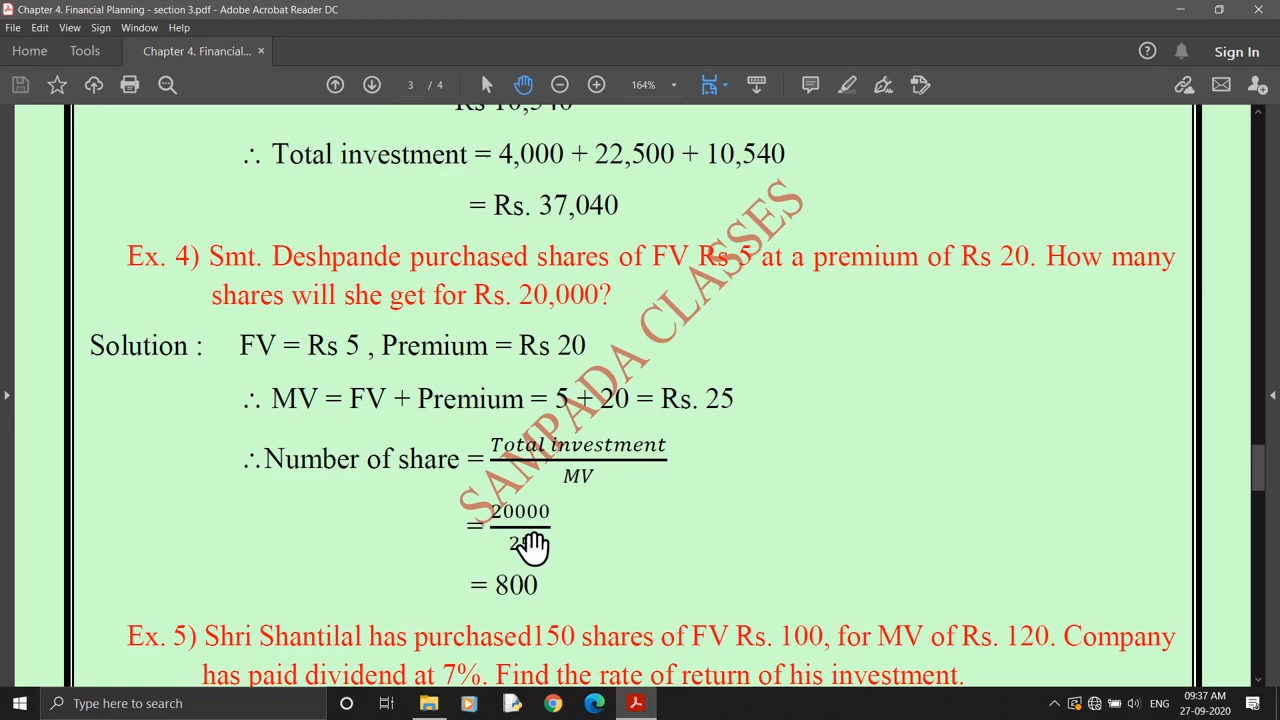 Chapter 4. Financial Planning - section 3.pdf - Adobe Acrobat Reader DC
File Edit View Sign Window Help
Home Tools Chapter 4. Financial... × Sign In
3 / 4 164%
Rs 10,540
∴ Total investment = 4,000 + 22,500 + 10,540
= Rs. 37,040
Ex. 4) Smt. Deshpande purchased shares of FV Rs 5 at a premium of Rs 20. How many
shares will she get for Rs. 20,000?
Solution : FV = Rs 5 , Premium = Rs 20
∴ MV = FV + Premium = 5 + 20 = Rs. 25
∴Number of share = Total investment
MV
= 20000
= 800
Ex. 5) Shri Shantilal has purchased150 shares of FV Rs. 100, for MV of Rs. 120. Company
has paid dividend at 7%. Find the rate of return of his investment.
SAMPADA CLASSES
Type here to search
ENG 09:37 AM
27-09-2020